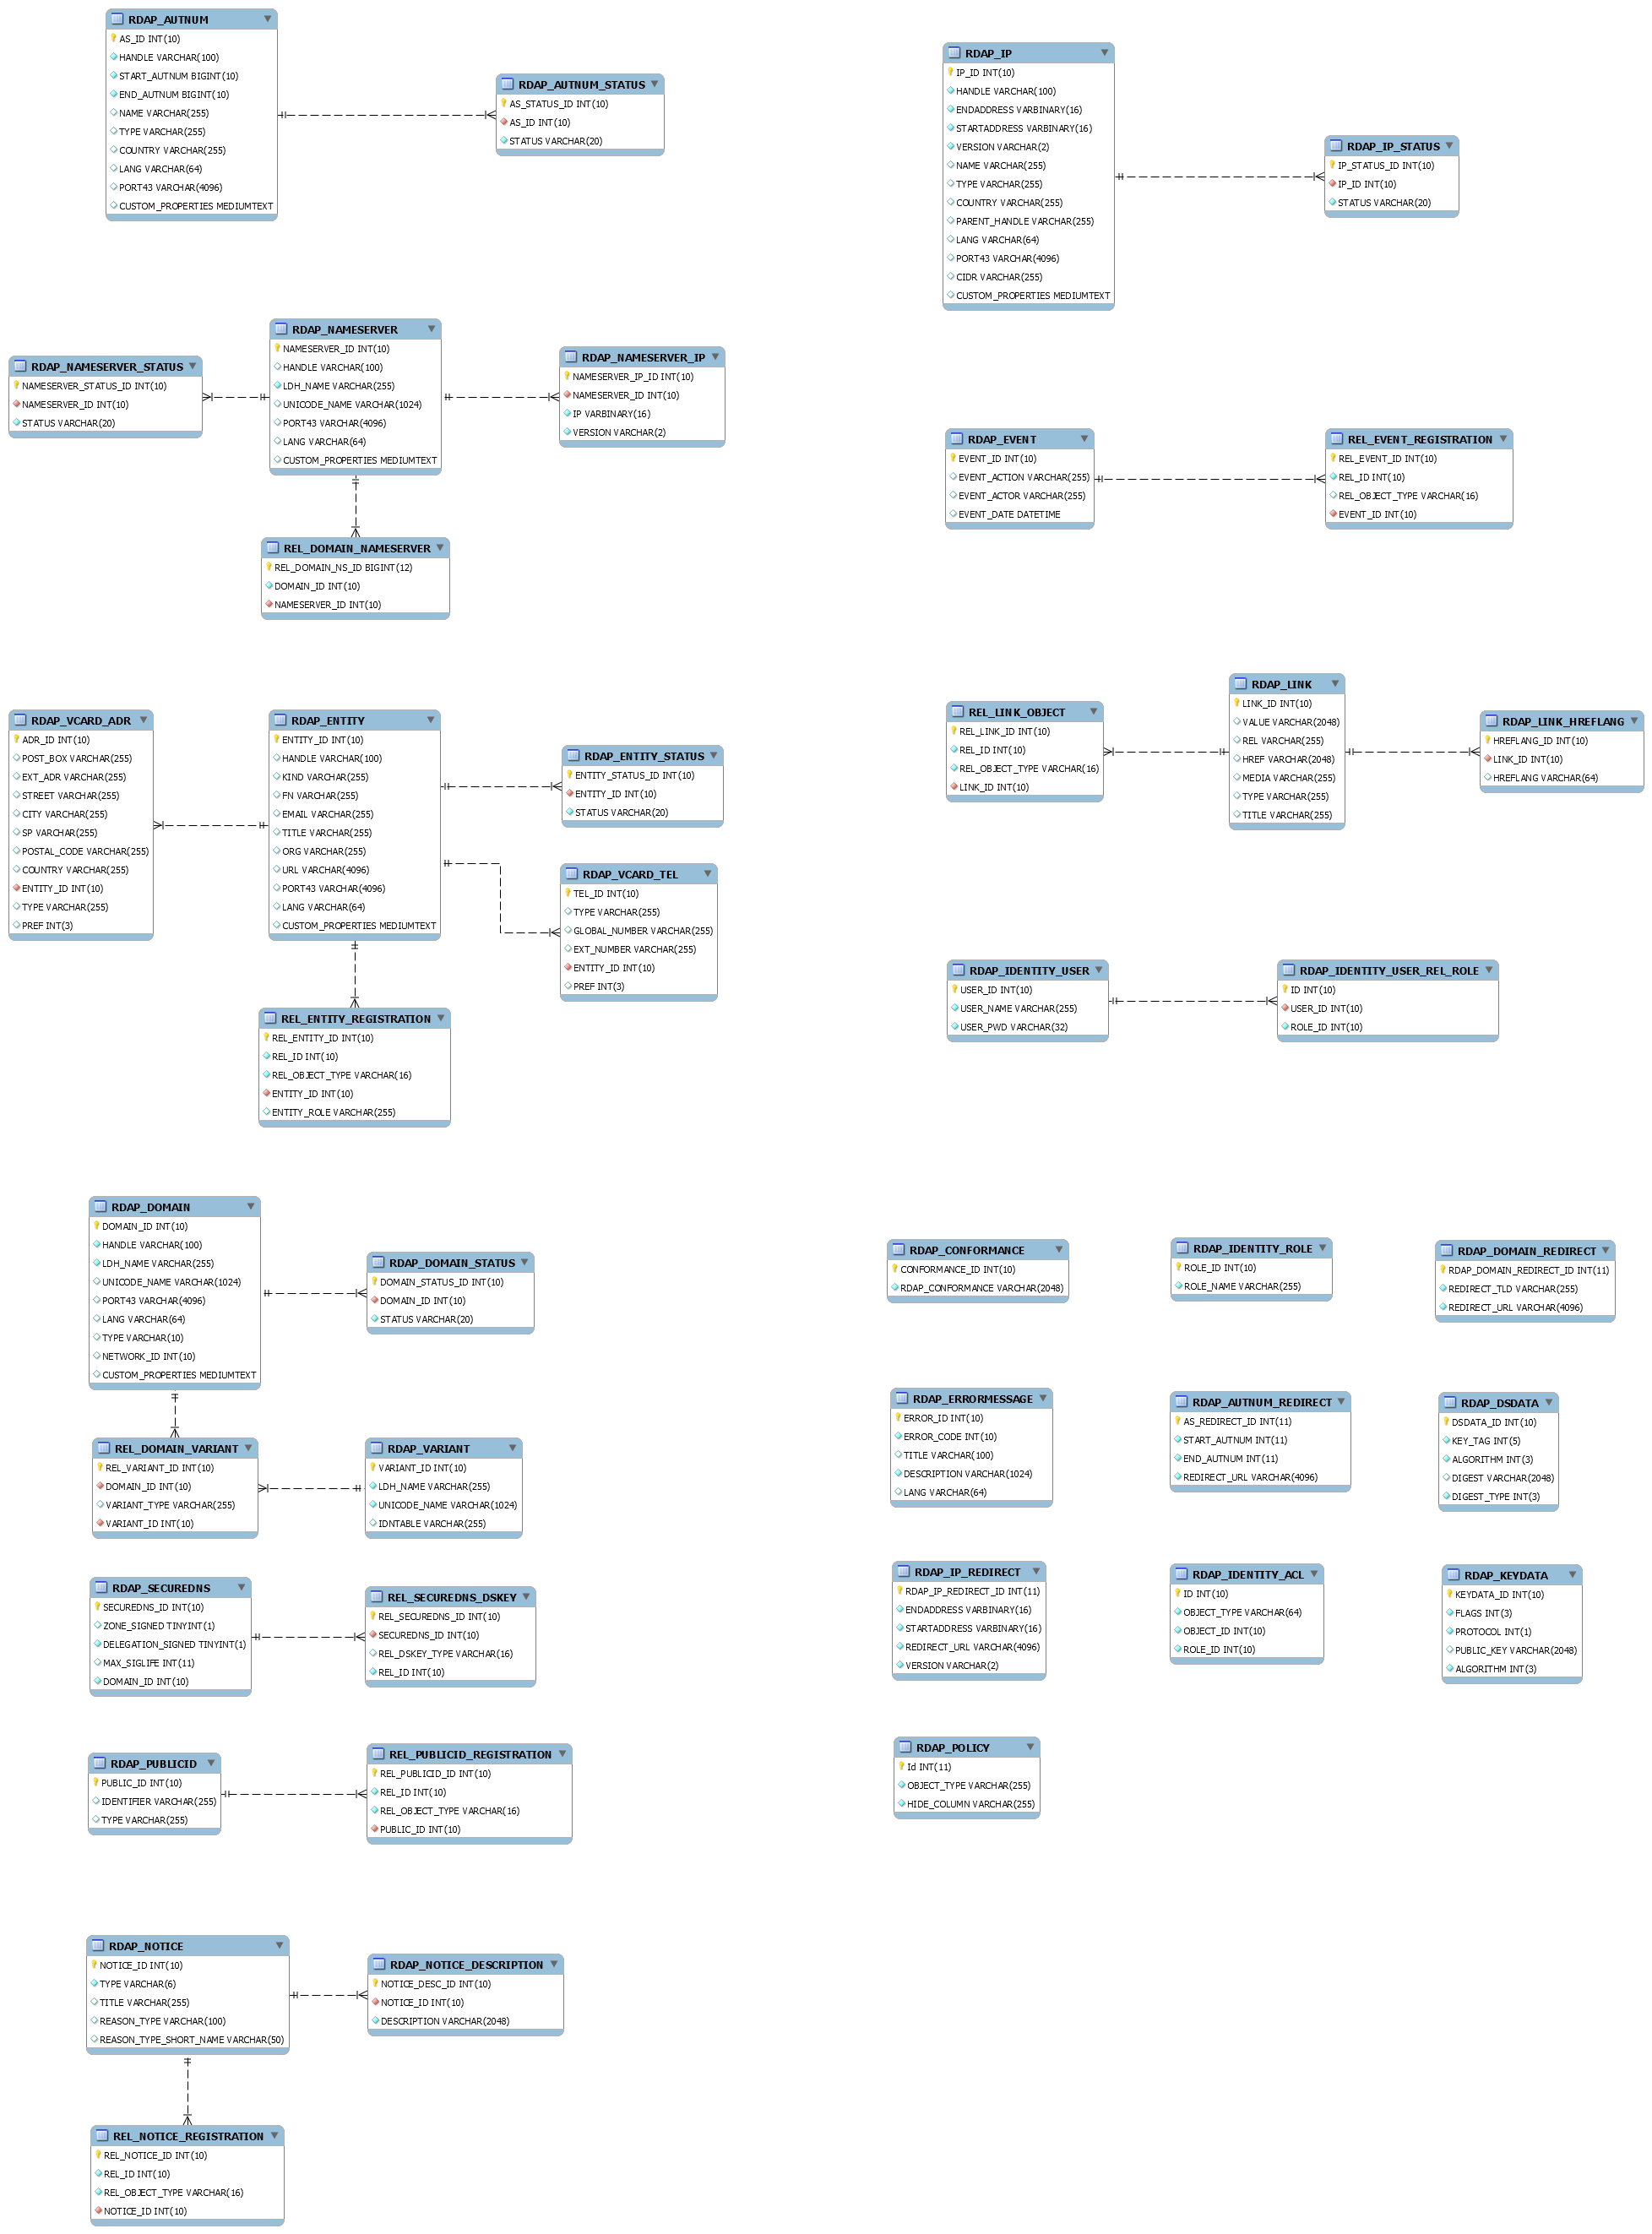 RDAP_AUTNUM
AS_ID INT(10)
HANDLE VARCHAR(100)
START_AUTNUM BIGINT(10)
END_AUTNUM BIGINT(10)
NAME VARCHAR(255)
TYPE VARCHAR(255)
COUNTRY VARCHAR(255)
LANG VARCHAR(64)
PORT43 VARCHAR(4096)
CUSTOM_PROPERTIES MEDIUMTEXT
RDAP_AUTNUM_STATUS
AS_STATUS_ID INT(10)
AS_ID INT(10)
STATUS VARCHAR(20)
RDAP_IP
IP_ID INT(10)
HANDLE VARCHAR(100)
ENDADDRESS VARBINARY(16)
STARTADDRESS VARBINARY(16)
VERSION VARCHAR(2)
NAME VARCHAR(255)
TYPE VARCHAR(255)
COUNTRY VARCHAR(255)
PARENT_HANDLE VARCHAR(255)
LANG VARCHAR(64)
PORT43 VARCHAR(4096)
CIDR VARCHAR(255)
CUSTOM_PROPERTIES MEDIUMTEXT
RDAP_IP_STATUS
IP_STATUS_ID INT(10)
IP_ID INT(10)
STATUS VARCHAR(20)
RDAP_NAMESERVER_STATUS
NAMESERVER_STATUS_ID INT(10)
NAMESERVER_ID INT(10)
STATUS VARCHAR(20)
RDAP_NAMESERVER
NAMESERVER_ID INT(10)
HANDLE VARCHAR(100)
LDH_NAME VARCHAR(255)
UNICODE_NAME VARCHAR(1024)
PORT43 VARCHAR(4096)
LANG VARCHAR(64)
CUSTOM_PROPERTIES MEDIUMTEXT
RDAP_NAMESERVER_IP
NAMESERVER_IP_ID INT(10)
NAMESERVER_ID INT(10)
IP VARBINARY(16)
VERSION VARCHAR(2)
REL_DOMAIN_NAMESERVER
REL_DOMAIN_NS_ID BIGINT(12)
DOMAIN_ID INT(10)
NAMESERVER_ID INT(10)
RDAP_EVENT
EVENT_ID INT(10)
EVENT_ACTION VARCHAR(255)
EVENT_ACTOR VARCHAR(255)
EVENT_DATE DATETIME
REL_EVENT_REGISTRATION
REL_EVENT_ID INT(10)
REL_ID INT(10)
REL_OBJECT_TYPE VARCHAR(16)
EVENT_ID INT(10)
RDAP_VCARD_ADR
ADR_ID INT(10)
POST_BOX VARCHAR(255)
EXT_ADR VARCHAR(255)
STREET VARCHAR(255)
CITY VARCHAR(255)
SP VARCHAR(255)
POSTAL_CODE VARCHAR(255)
COUNTRY VARCHAR(255)
ENTITY_ID INT(10)
TYPE VARCHAR(255)
PREF INT(3)
RDAP_ENTITY
ENTITY_ID INT(10)
HANDLE VARCHAR(100)
KIND VARCHAR(255)
FN VARCHAR(255)
EMAIL VARCHAR(255)
TITLE VARCHAR(255)
ORG VARCHAR(255)
URL VARCHAR(4096)
PORT43 VARCHAR(4096)
LANG VARCHAR(64)
CUSTOM_PROPERTIES MEDIUMTEXT
RDAP_ENTITY_STATUS
ENTITY_STATUS_ID INT(10)
ENTITY_ID INT(10)
STATUS VARCHAR(20)
RDAP_VCARD_TEL
TEL_ID INT(10)
TYPE VARCHAR(255)
GLOBAL_NUMBER VARCHAR(255)
EXT_NUMBER VARCHAR(255)
ENTITY_ID INT(10)
PREF INT(3)
REL_ENTITY_REGISTRATION
REL_ENTITY_ID INT(10)
REL_ID INT(10)
REL_OBJECT_TYPE VARCHAR(16)
ENTITY_ID INT(10)
ENTITY_ROLE VARCHAR(255)
REL_LINK_OBJECT
REL_LINK_ID INT(10)
REL_ID INT(10)
REL_OBJECT_TYPE VARCHAR(16)
LINK_ID INT(10)
RDAP_LINK
LINK_ID INT(10)
VALUE VARCHAR(2048)
REL VARCHAR(255)
HREF VARCHAR(2048)
MEDIA VARCHAR(255)
TYPE VARCHAR(255)
TITLE VARCHAR(255)
RDAP_LINK_HREFLANG
HREFLANG_ID INT(10)
LINK_ID INT(10)
HREFLANG VARCHAR(64)
RDAP_IDENTITY_USER
USER_ID INT(10)
USER_NAME VARCHAR(255)
USER_PWD VARCHAR(32)
RDAP_IDENTITY_USER_REL_ROLE
ID INT(10)
USER_ID INT(10)
ROLE_ID INT(10)
RDAP_DOMAIN
DOMAIN_ID INT(10)
HANDLE VARCHAR(100)
LDH_NAME VARCHAR(255)
UNICODE_NAME VARCHAR(1024)
PORT43 VARCHAR(4096)
LANG VARCHAR(64)
TYPE VARCHAR(10)
NETWORK_ID INT(10)
CUSTOM_PROPERTIES MEDIUMTEXT
RDAP_DOMAIN_STATUS
DOMAIN_STATUS_ID INT(10)
DOMAIN_ID INT(10)
STATUS VARCHAR(20)
REL_DOMAIN_VARIANT
REL_VARIANT_ID INT(10)
DOMAIN_ID INT(10)
VARIANT_TYPE VARCHAR(255)
VARIANT_ID INT(10)
RDAP_VARIANT
VARIANT_ID INT(10)
LDH_NAME VARCHAR(255)
UNICODE_NAME VARCHAR(1024)
IDNTABLE VARCHAR(255)
RDAP_SECUREDNS
SECUREDNS_ID INT(10)
ZONE_SIGNED TINYINT(1)
DELEGATION_SIGNED TINYINT(1)
MAX_SIGLIFE INT(11)
DOMAIN_ID INT(10)
REL_SECUREDNS_DSKEY
REL_SECUREDNS_ID INT(10)
SECUREDNS_ID INT(10)
REL_DSKEY_TYPE VARCHAR(16)
REL_ID INT(10)
RDAP_PUBLICID
PUBLIC_ID INT(10)
IDENTIFIER VARCHAR(255)
TYPE VARCHAR(255)
REL_PUBLICID_REGISTRATION
REL_PUBLICID_ID INT(10)
REL_ID INT(10)
REL_OBJECT_TYPE VARCHAR(16)
PUBLIC_ID INT(10)
RDAP_CONFORMANCE
CONFORMANCE_ID INT(10)
RDAP_CONFORMANCE VARCHAR(2048)
RDAP_IDENTITY_ROLE
ROLE_ID INT(10)
ROLE_NAME VARCHAR(255)
RDAP_DOMAIN_REDIRECT
RDAP_DOMAIN_REDIRECT_ID INT(11)
REDIRECT_TLD VARCHAR(255)
REDIRECT_URL VARCHAR(4096)
RDAP_ERRORMESSAGE
ERROR_ID INT(10)
ERROR_CODE INT(10)
TITLE VARCHAR(100)
DESCRIPTION VARCHAR(1024)
LANG VARCHAR(64)
RDAP_AUTNUM_REDIRECT
AS_REDIRECT_ID INT(11)
START_AUTNUM INT(11)
END_AUTNUM INT(11)
REDIRECT_URL VARCHAR(4096)
RDAP_DSDATA
DSDATA_ID INT(10)
KEY_TAG INT(5)
ALGORITHM INT(3)
DIGEST VARCHAR(2048)
DIGEST_TYPE INT(3)
RDAP_IP_REDIRECT
RDAP_IP_REDIRECT_ID INT(11)
ENDADDRESS VARBINARY(16)
STARTADDRESS VARBINARY(16)
REDIRECT_URL VARCHAR(4096)
VERSION VARCHAR(2)
RDAP_IDENTITY_ACL
ID INT(10)
OBJECT_TYPE VARCHAR(64)
OBJECT_ID INT(10)
ROLE_ID INT(10)
RDAP_KEYDATA
KEYDATA_ID INT(10)
FLAGS INT(3)
PROTOCOL INT(1)
PUBLIC_KEY VARCHAR(2048)
ALGORITHM INT(3)
RDAP_POLICY
Id INT(11)
OBJECT_TYPE VARCHAR(255)
HIDE_COLUMN VARCHAR(255)
RDAP_NOTICE
NOTICE_ID INT(10)
TYPE VARCHAR(6)
TITLE VARCHAR(255)
REASON_TYPE VARCHAR(100)
REASON_TYPE_SHORT_NAME VARCHAR(50)
RDAP_NOTICE_DESCRIPTION
NOTICE_DESC_ID INT(10)
NOTICE_ID INT(10)
DESCRIPTION VARCHAR(2048)
REL_NOTICE_REGISTRATION
REL_NOTICE_ID INT(10)
REL_ID INT(10)
REL_OBJECT_TYPE VARCHAR(16)
NOTICE_ID INT(10)